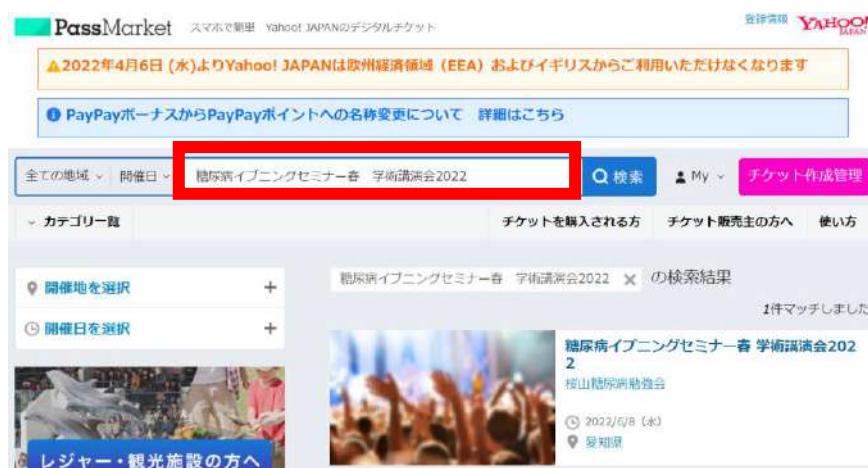 PassMarket スマホで簡単 Yahoo! JAPANのデジタルチケット 登録情報 YAHOO! JAPAN
2022年4月6日 (水)よりYahoo! JAPANは欧州経済領域（EEA）およびイギリスからご利用いただけなくなります
PayPayボーナスからPayPayポイントへの名称変更について 詳細はこちら
全ての地域 開催日 糖尿病イブニングセミナー春 学術講演会2022 検索 My チケット作成管理
カテゴリ一覧 チケットを購入される方 チケット販売主の方へ 使い方
開催地を選択 +
開催日を選択 +
レジャー・観光施設の方へ
糖尿病イブニングセミナー春 学術講演会2022 × の検索結果
1件マッチしました
糖尿病イブニングセミナー春 学術講演会202
2
桜山糖尿病勉強会
2022/6/8（水）
愛知県